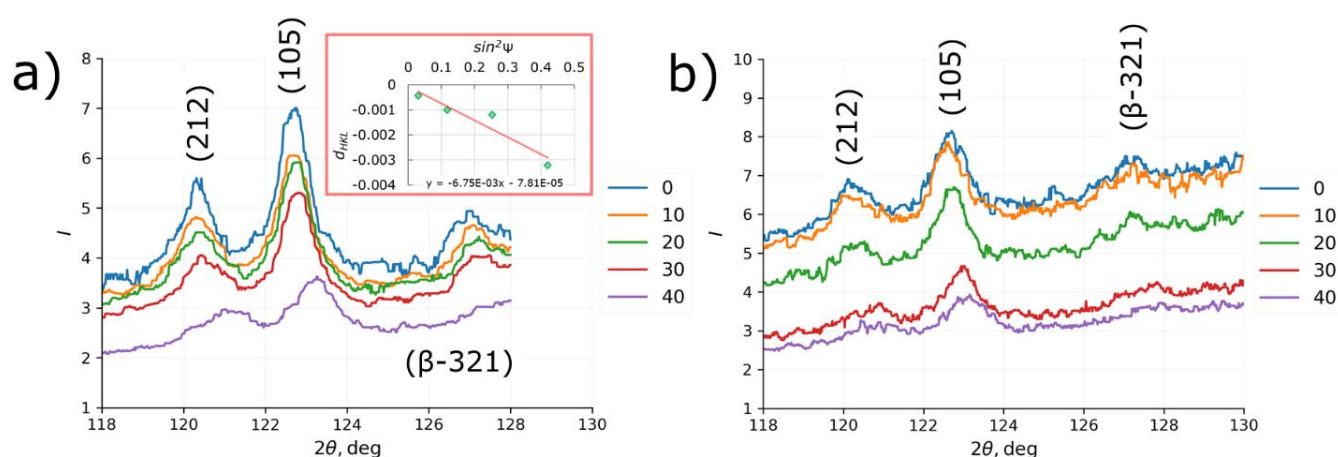 a)
(212)
(105)
sin²Ψ
0 0.1 0.2 0.3 0.4 0.5
0
-0.001
-0.002
-0.003
-0.004
d_HKL
y = -6.75E-03x - 7.81E-05
8
7
6
5
4
3
2
1
I
(β-321)
118 120 122 124 126 128 130
2θ, deg
0
10
20
30
40
b)
(212)
(105)
(β-321)
10
9
8
7
6
5
4
3
2
1
I
118 120 122 124 126 128 130
2θ, deg
0
10
20
30
40